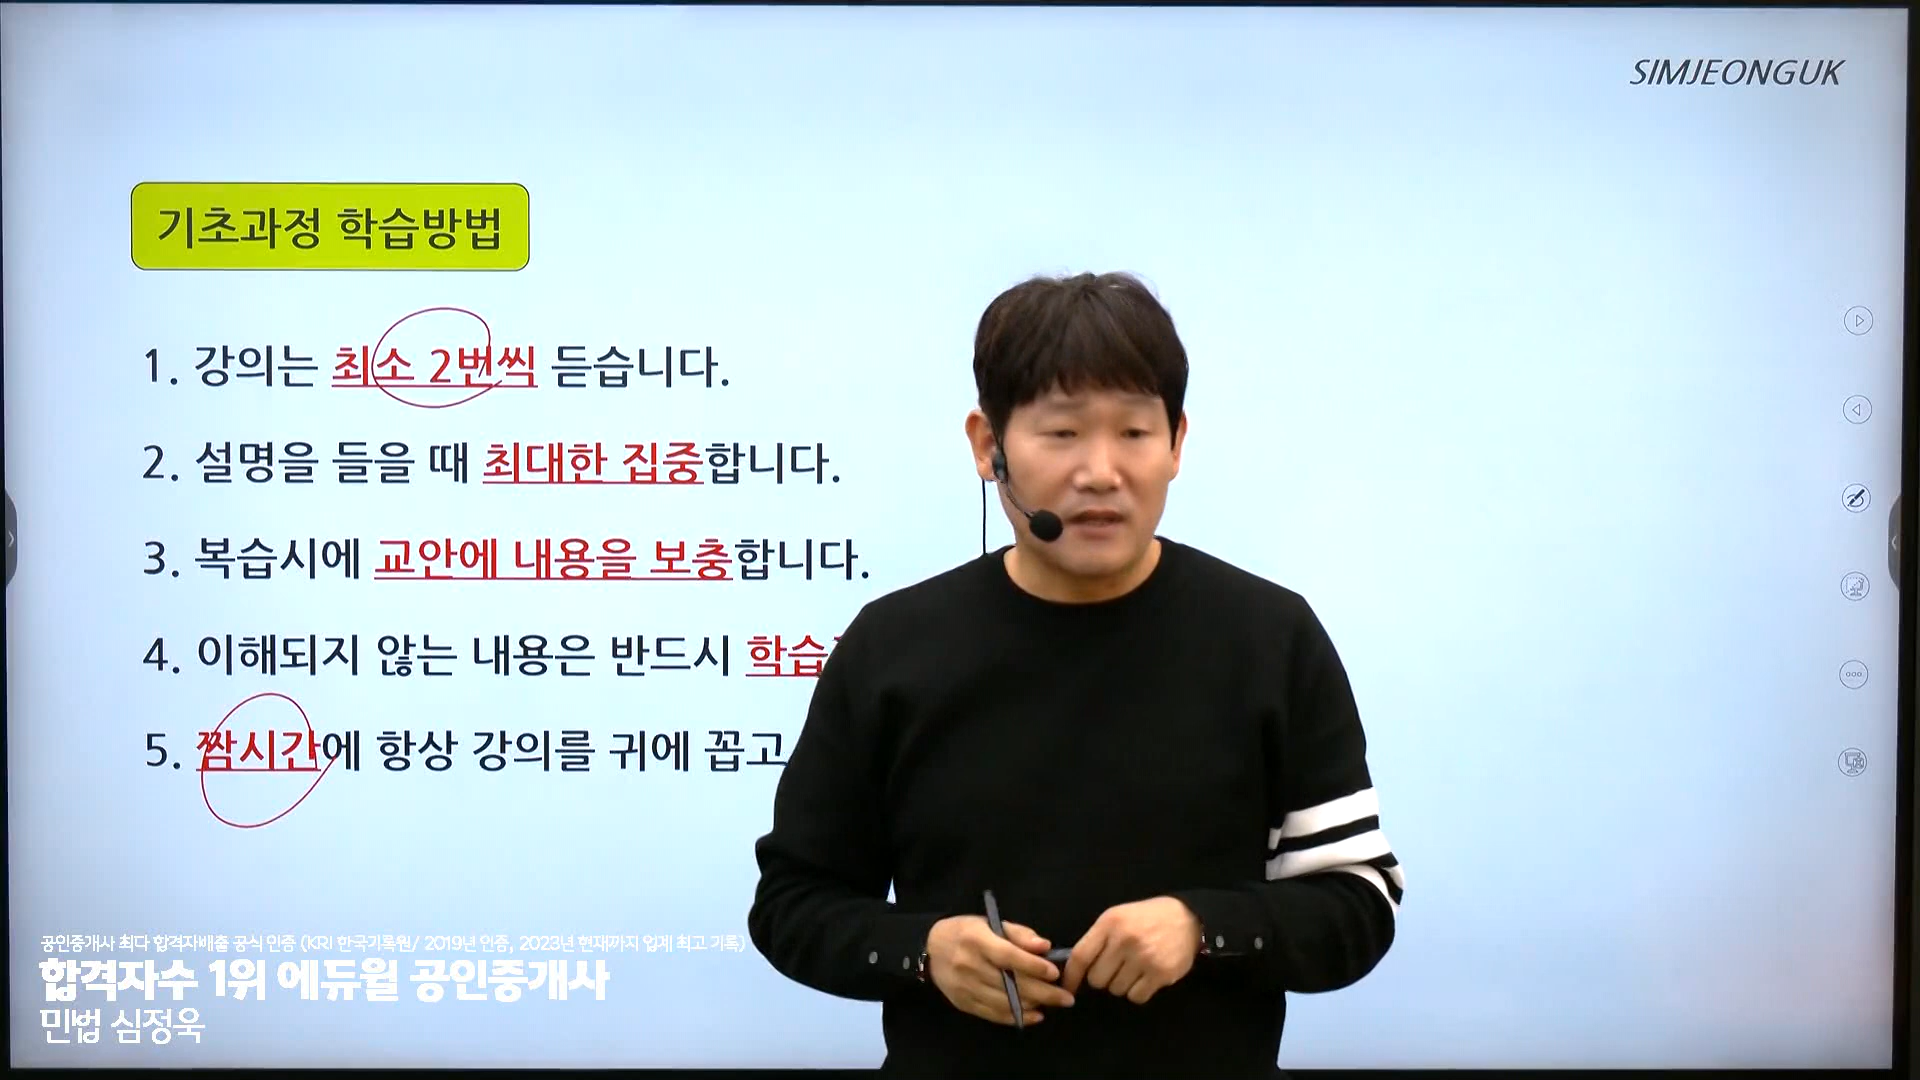 SIMJEONGUK
기초과정 학습방법
1. 강의는 최소 2번씩 듣습니다.
2. 설명을 들을 때 최대한 집중합니다.
3. 복습시에 교안에 내용을 보충합니다.
4. 이해되지 않는 내용은 반드시 학습
5. 짬시간에 항상 강의를 귀에 꼽고
공인중개사 최다 합격자배출 공식 인증 (KRI 한국기록원/ 2019년 인증, 2023년 현재까지 업계 최고 기록)
합격자수 1위 에듀윌 공인중개사
민법 심정욱